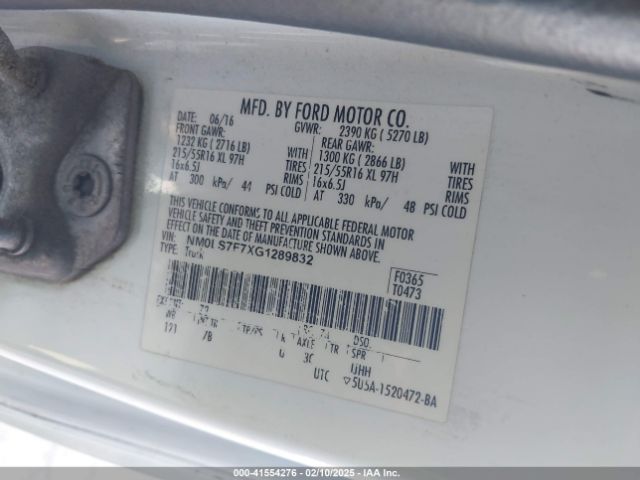 MFD. BY FORD MOTOR CO.
DATE: 06/16 GVWR: 2390 KG ( 5270 LB)
FRONT GAWR: REAR GAWR:
1232 KG ( 2716 LB) WITH 1300 KG ( 2866 LB) WITH
215/55R16 XL 97H TIRES 215/55R16 XL 97H TIRES
16x6.5J RIMS 16x6.5J RIMS
AT 300 kPa/ 44 PSI COLD AT 330 kPa/ 48 PSI COLD
THIS VEHICLE CONFORMS TO ALL APPLICABLE FEDERAL MOTOR
VEHICLE SAFETY AND THEFT PREVENTION STANDARDS IN
EFFECT ON THE DATE OF MANUFACTURE SHOWN ABOVE.
VIN: NM0LS7F7XG1289832
TYPE: Truck
F0365
T0473
DSO
WB AXLE TR SPR
121
UTC ▽5U5A-1520472-BA
000-41554276 - 02/10/2025 - IAA Inc.